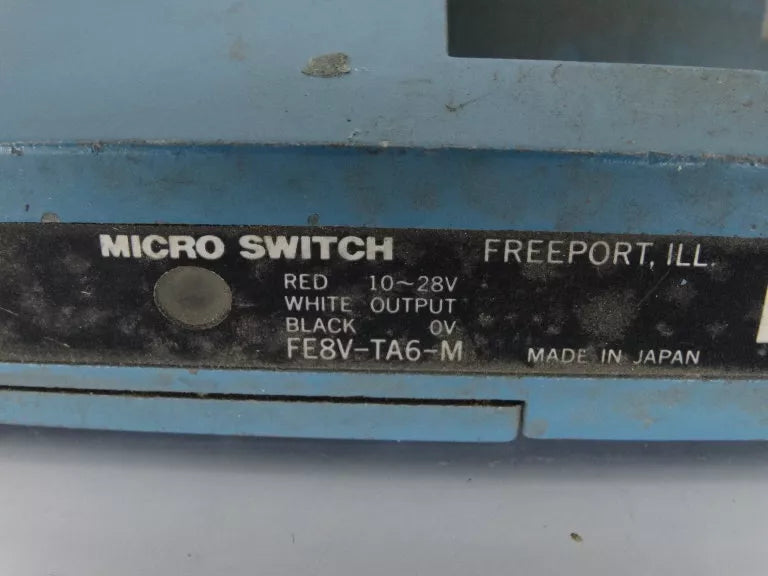 MICRO SWITCH FREEPORT, ILL.
RED 10~28V
WHITE OUTPUT
BLACK 0V
FE8V-TA6-M MADE IN JAPAN